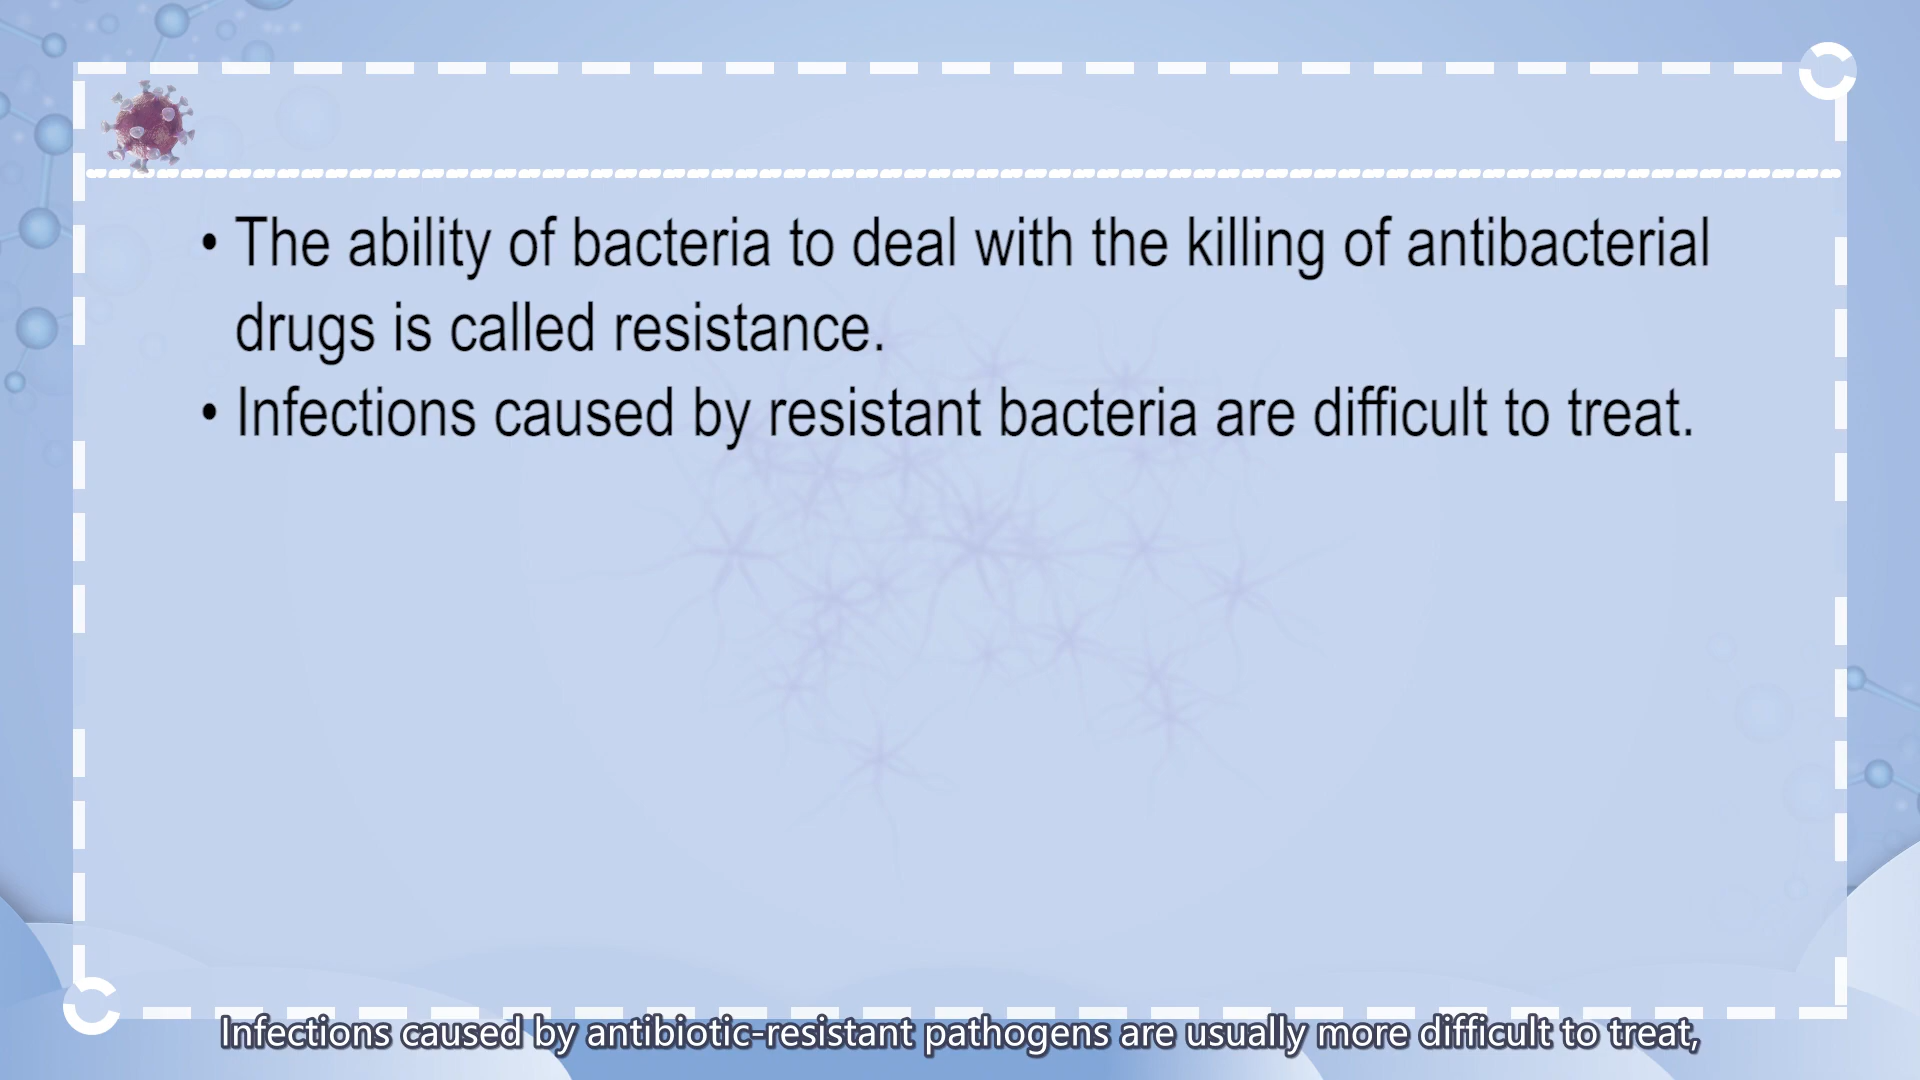 • The ability of bacteria to deal with the killing of antibacterial
drugs is called resistance.
• Infections caused by resistant bacteria are difficult to treat.
Infections caused by antibiotic-resistant pathogens are usually more difficult to treat,